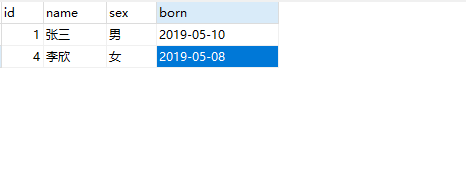 id name sex born
1 张三 男 2019-05-10
4 李欣 女 2019-05-08